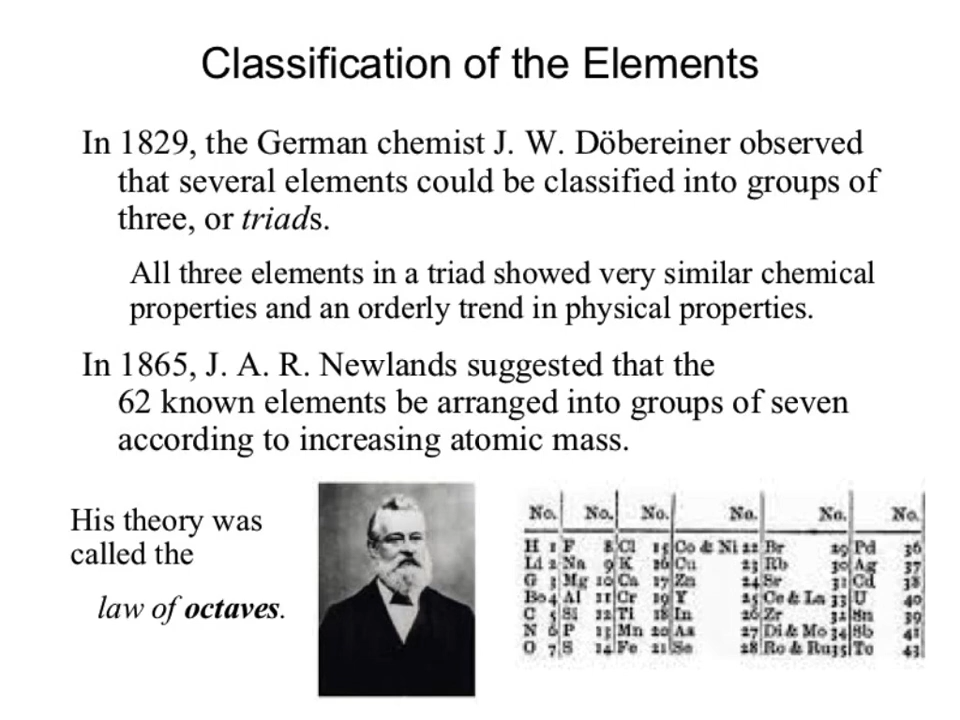 Classification of the Elements
In 1829, the German chemist J. W. Döbereiner observed
that several elements could be classified into groups of
three, or triads.
All three elements in a triad showed very similar chemical
properties and an orderly trend in physical properties.
In 1865, J. A. R. Newlands suggested that the
62 known elements be arranged into groups of seven
according to increasing atomic mass.
His theory was
called the
law of octaves.
No. No. No. No. No. No.
H 1 F 8 Cl 15 Co & Ni 22 Br 29 Pd 36
Li 2 Na 9 K 16 Cu 23 Rb 30 Ag 37
G 3 Mg 10 Ca 17 Zn 24 Sr 31 Cd 38
Bo 4 Al 11 Cr 19 Y 25 Ce & La 33 U 40
C 5 Si 12 Ti 18 In 26 Zr 32 Sn 39
N 6 P 13 Mn 20 As 27 Di & Mo 34 Sb 41
O 7 S 14 Fe 21 Se 28 Ro & Ru 35 Te 43